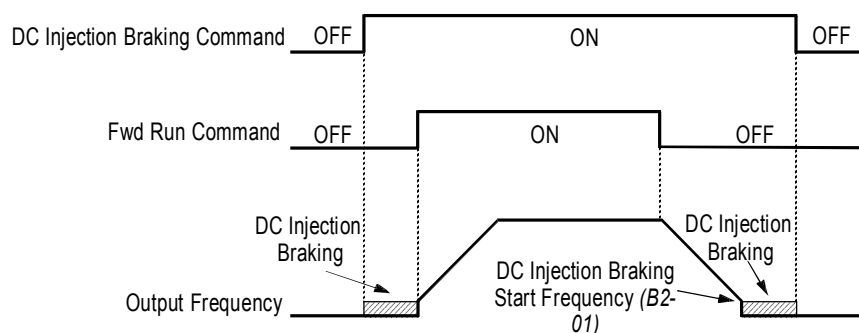 DC Injection Braking Command OFF ON OFF
Fwd Run Command OFF ON OFF
DC Injection
Braking
DC Injection
Braking
DC Injection Braking
Start Frequency (B2-
01)
Output Frequency